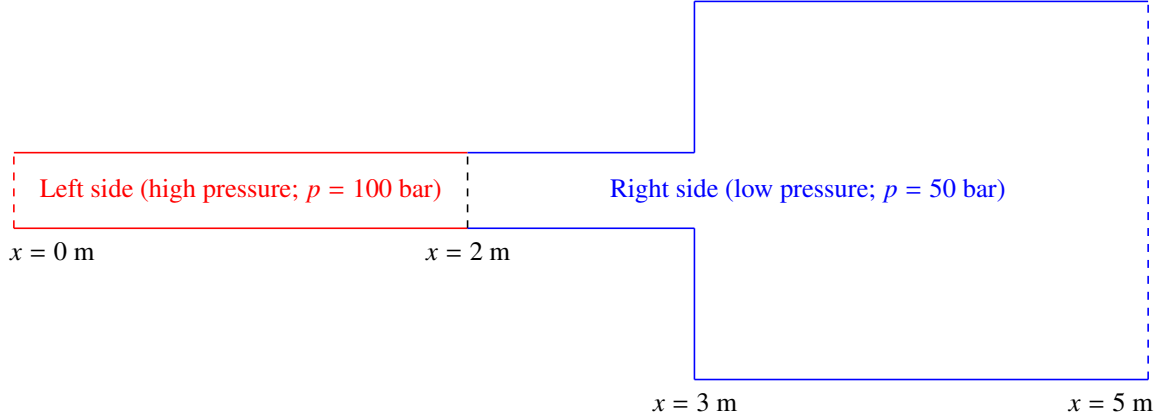 Left side (high pressure; p = 100 bar)
Right side (low pressure; p = 50 bar)
x = 0 m
x = 2 m
x = 3 m
x = 5 m